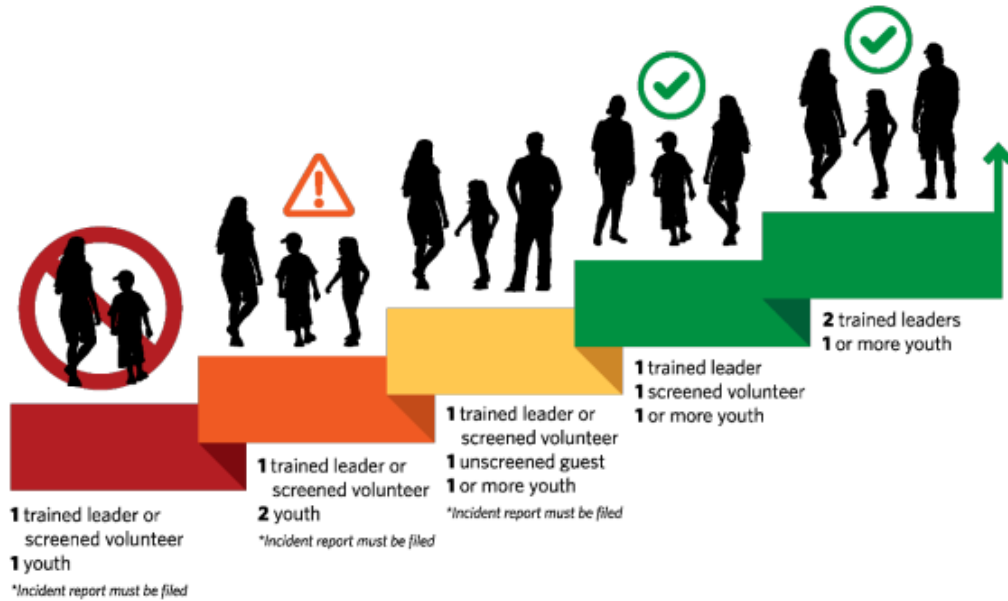 1 trained leader or
screened volunteer
1 youth
*Incident report must be filed
1 trained leader or
screened volunteer
2 youth
*Incident report must be filed
1 trained leader or
screened volunteer
1 unscreened guest
1 or more youth
*Incident report must be filed
1 trained leader
1 screened volunteer
1 or more youth
2 trained leaders
1 or more youth